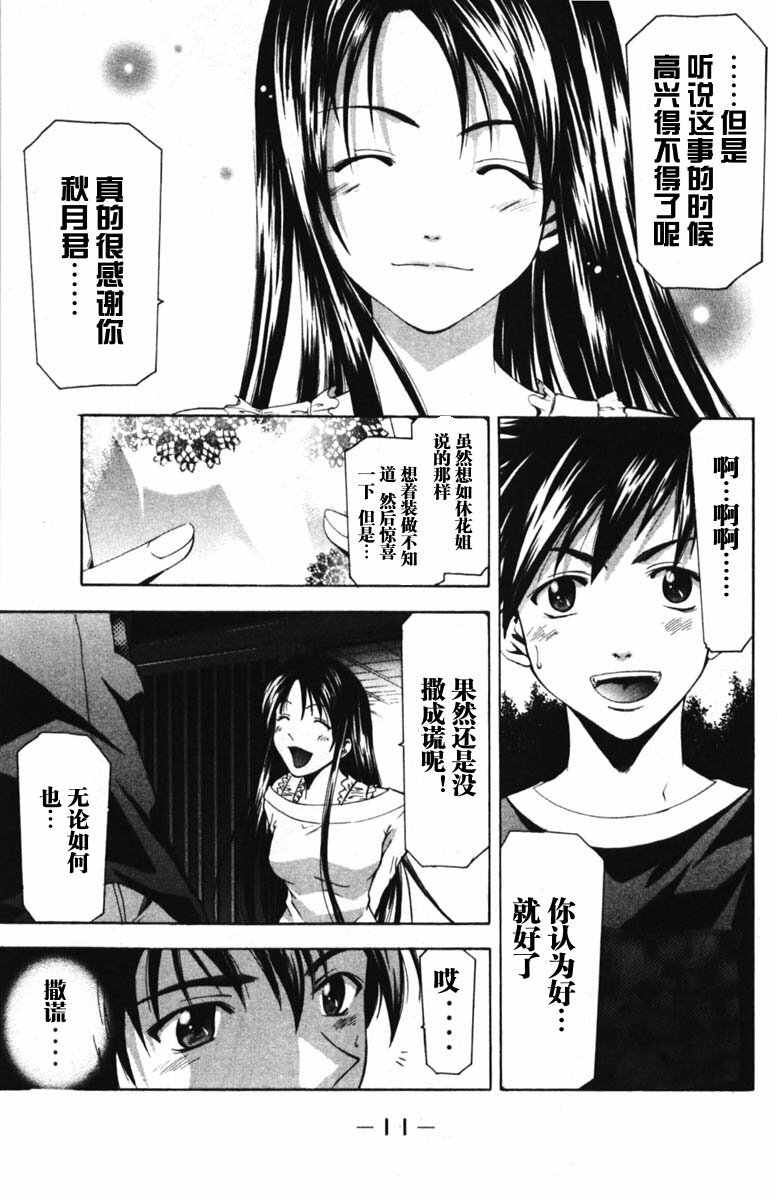 ……但是
听说这事的时候
高兴得不得了呢
真的很感谢你
秋月君……
啊…啊啊……
你认为好…
就好了
虽然想如休花姐
说的那样
想着装做不知
道 然后惊喜
一下 但是…
果然还是没
撒成谎呢!
无论如何
也…
哎….
撒谎….
-11-